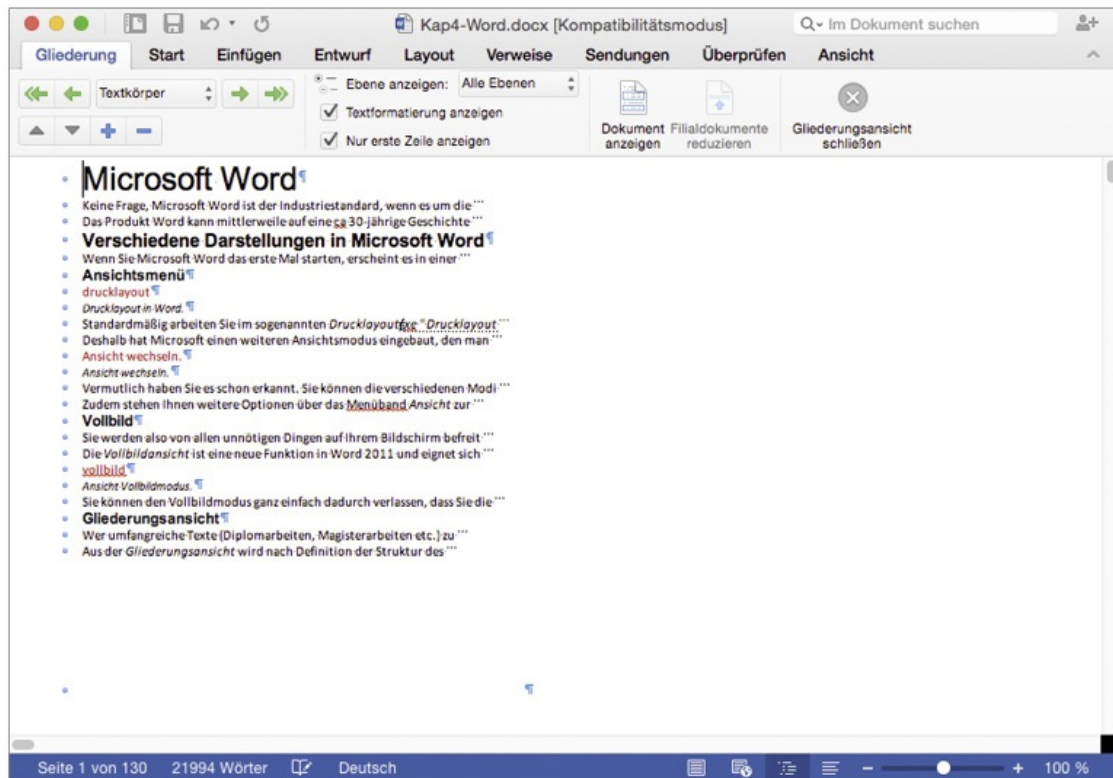 Kap4-Word.docx [Kompatibilitätsmodus]
Im Dokument suchen
Gliederung Start Einfügen Entwurf Layout Verweise Sendungen Überprüfen Ansicht
Textkörper
Ebene anzeigen: Alle Ebenen
Textformatierung anzeigen
Nur erste Zeile anzeigen
Dokument anzeigen
Filialdokumente reduzieren
Gliederungsansicht schließen
Microsoft Word¶
Keine Frage, Microsoft Word ist der Industriestandard, wenn es um die ...
Das Produkt Word kann mittlerweile auf eine ca 30-jährige Geschichte ...
Verschiedene Darstellungen in Microsoft Word¶
Wenn Sie Microsoft Word das erste Mal starten, erscheint es in einer ...
Ansichtsmenü¶
drucklayout¶
Drucklayout in Word.¶
Standardmäßig arbeiten Sie im sogenannten Drucklayout "Drucklayout ...
Deshalb hat Microsoft einen weiteren Ansichtsmodus eingebaut, den man ...
Ansicht wechseln.¶
Ansicht wechseln.¶
Vermutlich haben Sie es schon erkannt. Sie können die verschiedenen Modi ...
Zudem stehen Ihnen weitere Optionen über das Menüband Ansicht zur ...
Vollbild¶
Sie werden also von allen unnötigen Dingen auf Ihrem Bildschirm befreit ...
Die Vollbildansicht ist eine neue Funktion in Word 2011 und eignet sich ...
vollbild¶
Ansicht Vollbildmodus.¶
Sie können den Vollbildmodus ganz einfach dadurch verlassen, dass Sie die ...
Gliederungsansicht¶
Wer umfangreiche Texte (Diplomarbeiten, Magisterarbeiten etc.) zu ...
Aus der Gliederungsansicht wird nach Definition der Struktur des ...
¶
Seite 1 von 130 21994 Wörter Deutsch 100 %